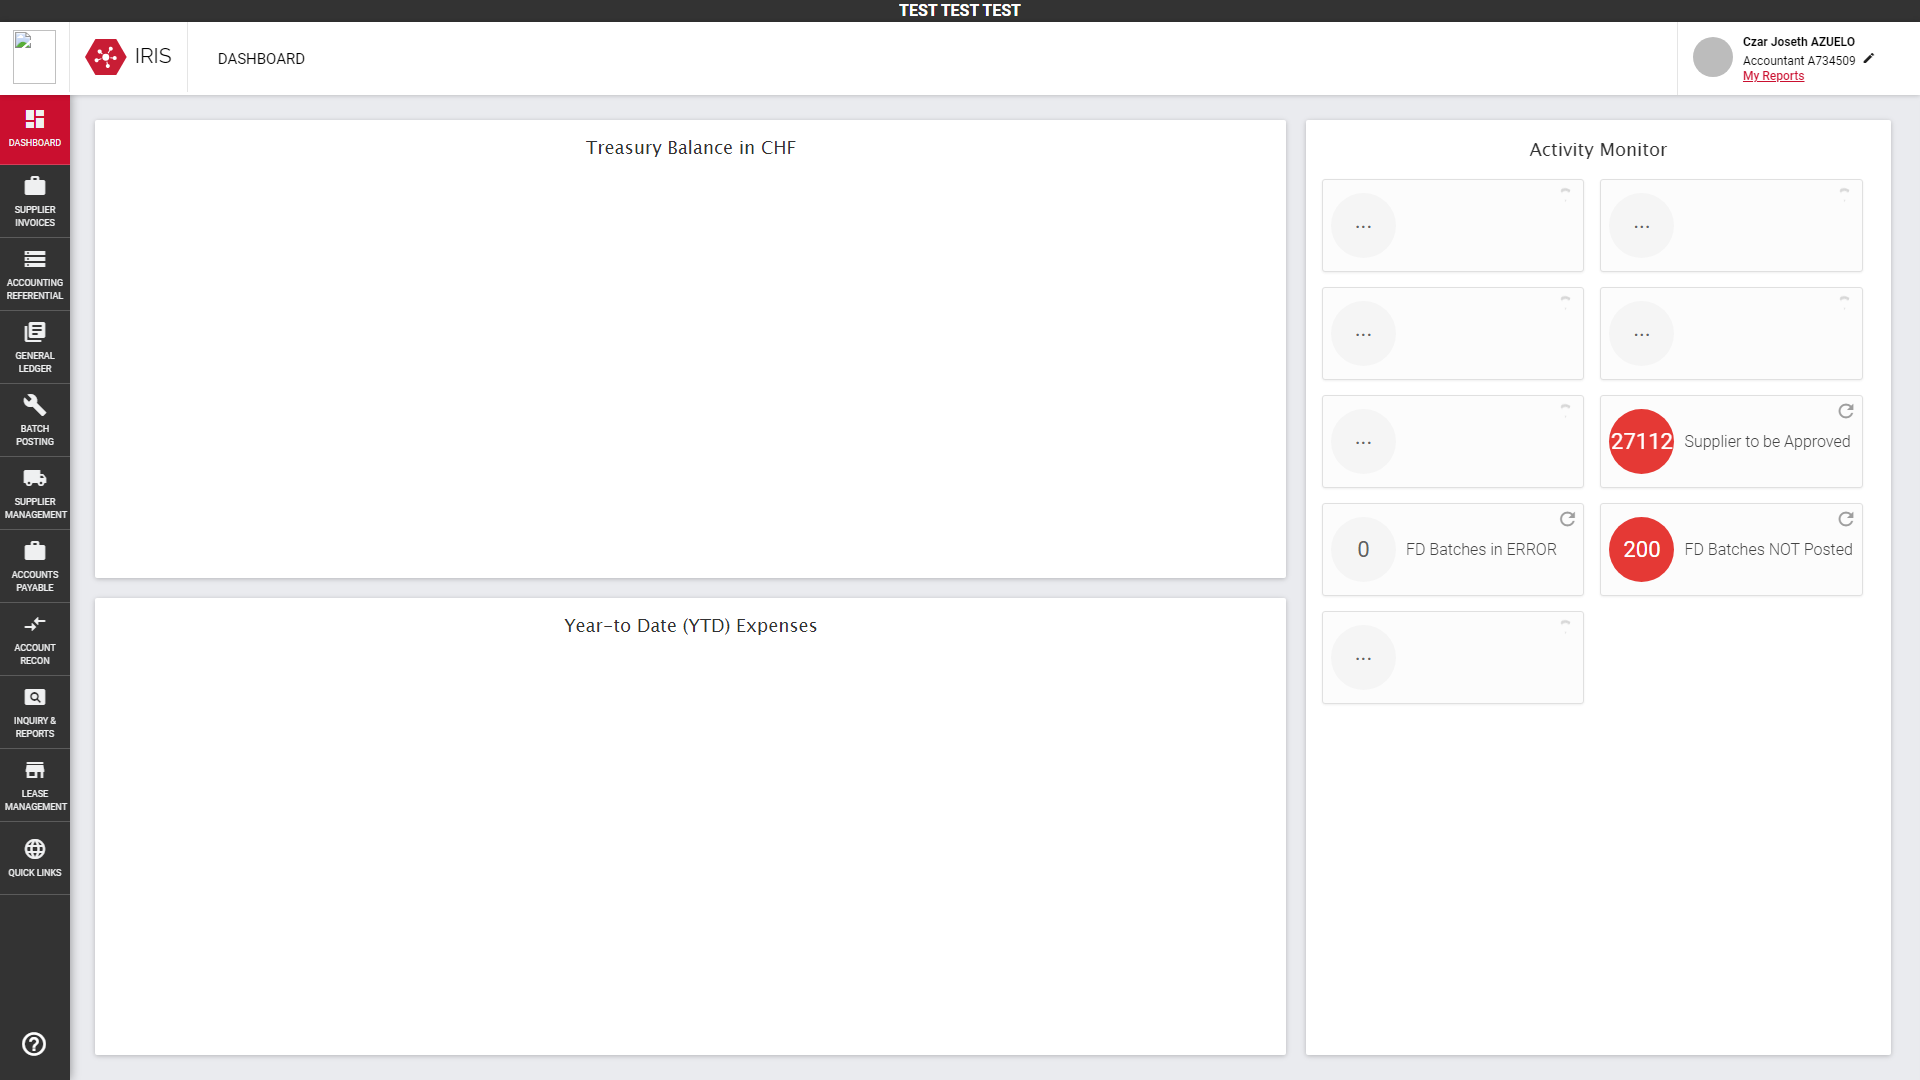 TEST TEST TEST
IRIS
DASHBOARD
Czar Joseth AZUELO
Accountant A734509
My Reports
DASHBOARD
SUPPLIER
INVOICES
ACCOUNTING
REFERENTIAL
GENERAL
LEDGER
BATCH
POSTING
SUPPLIER
MANAGEMENT
ACCOUNTS
PAYABLE
ACCOUNT
RECON
INQUIRY &
REPORTS
LEASE
MANAGEMENT
QUICK LINKS
Treasury Balance in CHF
Year-to Date (YTD) Expenses
Activity Monitor
...
...
...
...
...
27112 Supplier to be Approved
0 FD Batches in ERROR
200 FD Batches NOT Posted
...